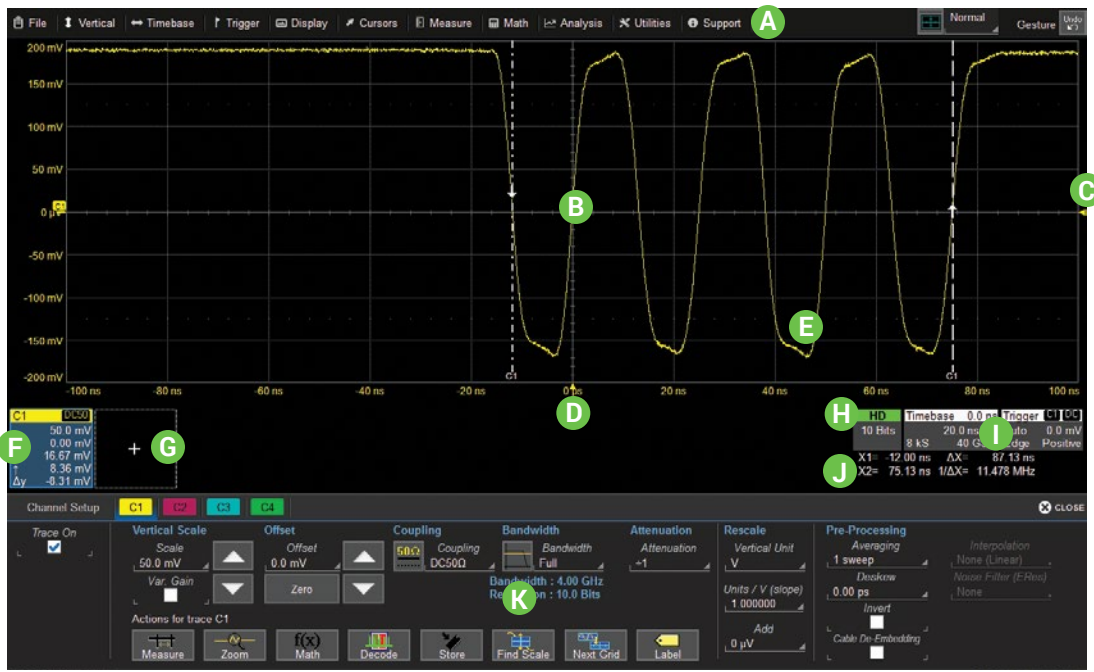 File Vertical Timebase Trigger Display Cursors Measure Math Analysis Utilities Support A Normal Gesture Undo
200 mV
150 mV
100 mV
50 mV
C1 0 µV B C
-50 mV
-100 mV
-150 mV E
-200 mV
C1 C1
-100 ns -80 ns -60 ns -40 ns -20 ns 0 ps 20 ns 40 ns 60 ns 80 ns 100 ns
D
C1 DC50
F 50.0 mV
0.00 mV
16.67 mV
↑ 8.36 mV
Δy -8.31 mV
+ G
H HD Timebase 0.0 ns Trigger C1 DC
10 Bits 20.0 ns I 0.0 mV
8 kS 40 Edge Positive
J X1= -12.00 ns ΔX= 87.13 ns
X2= 75.13 ns 1/ΔX= 11.478 MHz
Channel Setup C1 C2 C3 C4 CLOSE
Trace On Vertical Scale Offset Coupling Bandwidth Attenuation Rescale Pre-Processing
Scale Offset 50Ω Coupling Bandwidth Attenuation Vertical Unit Averaging Interpolation
50.0 mV 0.0 mV DC50Ω Full ÷1 V 1 sweep None (Linear)
Var. Gain Zero Bandwidth : 4.00 GHz Units / V (slope) Deskew Noise Filter (ERes)
K : 10.0 Bits 1.000000 0.00 ps None
Actions for trace C1 Add Invert
f(x) 0 µV Cable De-Embedding
Measure Zoom Math Decode Store Find Scale Next Grid Label